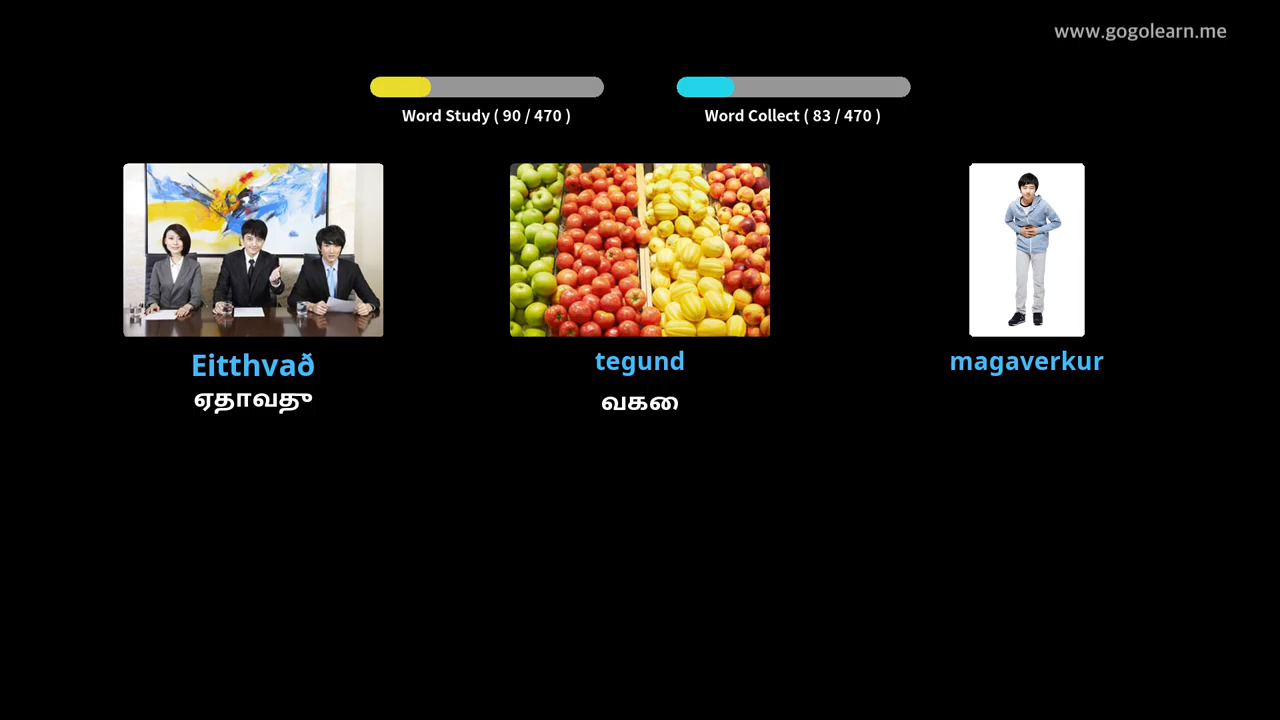 www.gogolearn.me
Word Study ( 90 / 470 )
Word Collect ( 83 / 470 )
Eitthvað
ஏதாவது
tegund
வகை
magaverkur